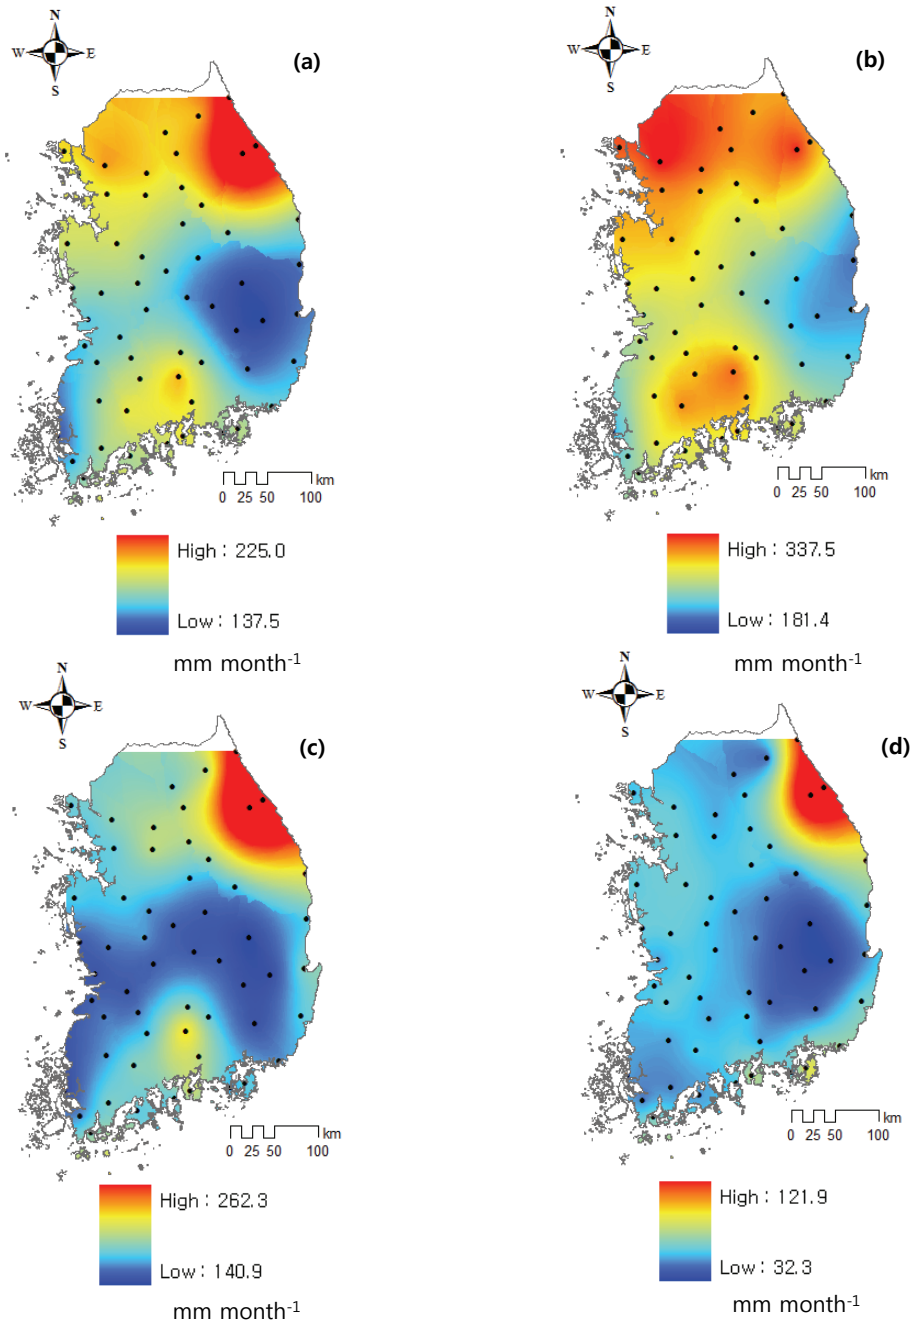 N
W E
S
(a)
km
0 25 50 100
High : 225.0
Low : 137.5
mm month-1
N
W E
S
(b)
km
0 25 50 100
High : 337.5
Low : 181.4
mm month-1
N
W E
S
(c)
km
0 25 50 100
High : 262.3
Low : 140.9
mm month-1
N
W E
S
(d)
km
0 25 50 100
High : 121.9
Low : 32.3
mm month-1